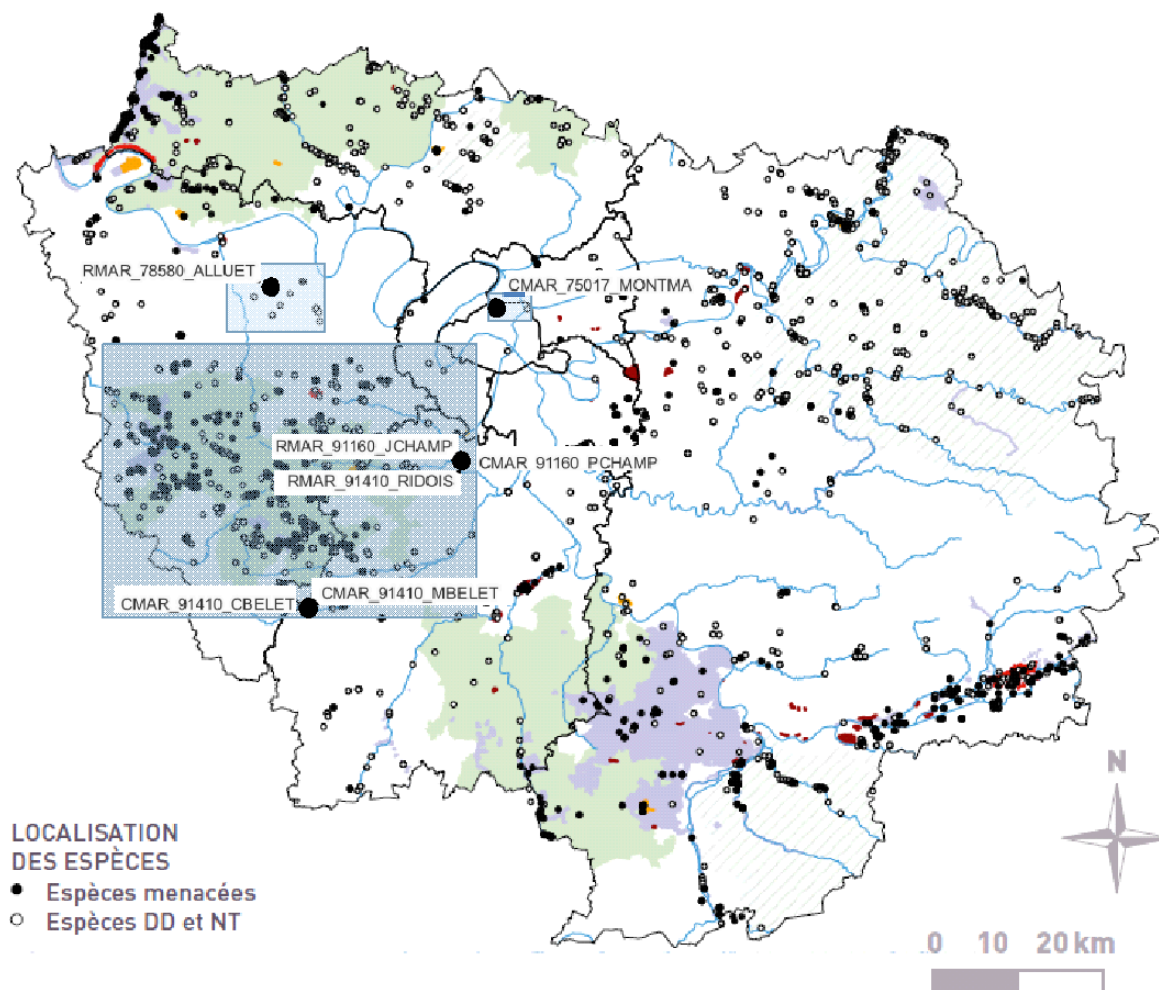 RMAR_78580_ALLUET
CMAR_75017_MONTMA
RMAR_91160_JCHAMP
CMAR_91160_PCHAMP
RMAR_91410_RIDOIS
CMAR_91410_MBELET
CMAR_91410_CBELET
N
LOCALISATION
DES ESPÈCES
Espèces menacées
Espèces DD et NT
0 10 20 km